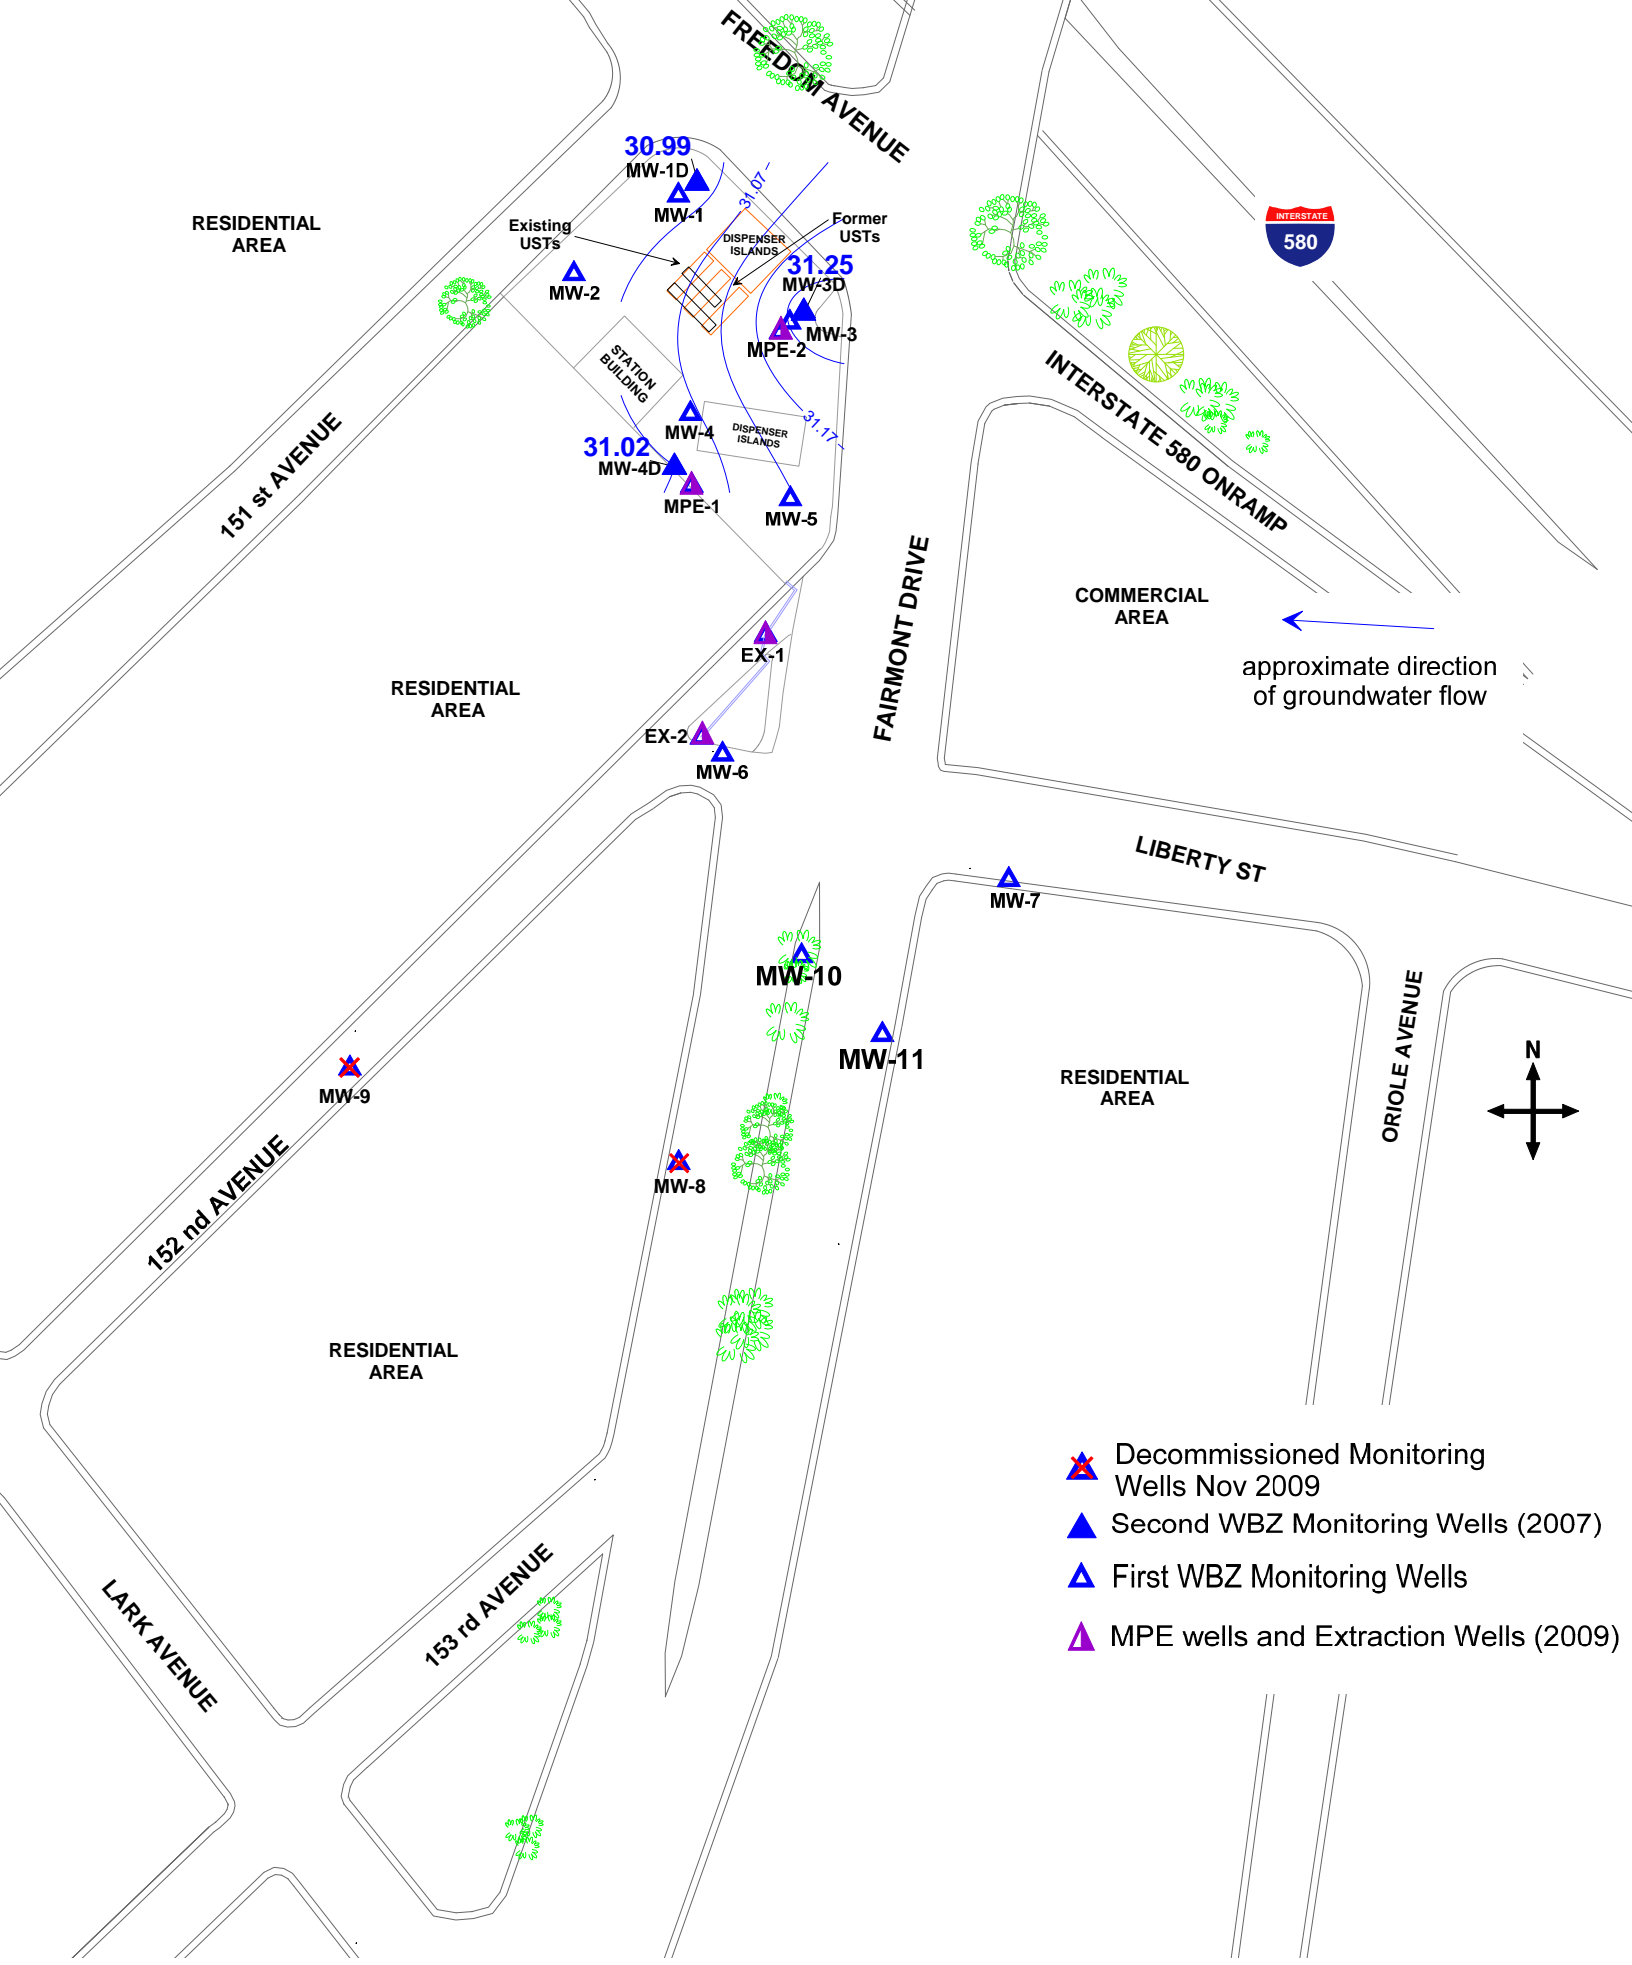 FREEDOM AVENUE
30.99
MW-1D
MW-1
31.07
RESIDENTIAL
AREA
Existing
USTs
Former
USTs
DISPENSER
ISLANDS
INTERSTATE
580
31.25
MW-3D
MW-2
MW-3
MPE-2
STATION
BUILDING
INTERSTATE 580 ONRAMP
31.17
MW-4
DISPENSER
ISLANDS
31.02
MW-4D
MPE-1
MW-5
151 st AVENUE
FAIRMONT DRIVE
COMMERCIAL
AREA
EX-1
approximate direction
of groundwater flow
RESIDENTIAL
AREA
EX-2
MW-6
LIBERTY ST
MW-7
MW-10
ORIOLE AVENUE
MW-11
N
MW-9
RESIDENTIAL
AREA
152 nd AVENUE
MW-8
RESIDENTIAL
AREA
Decommissioned Monitoring
Wells Nov 2009
Second WBZ Monitoring Wells (2007)
First WBZ Monitoring Wells
MPE wells and Extraction Wells (2009)
LARK AVENUE
153 rd AVENUE